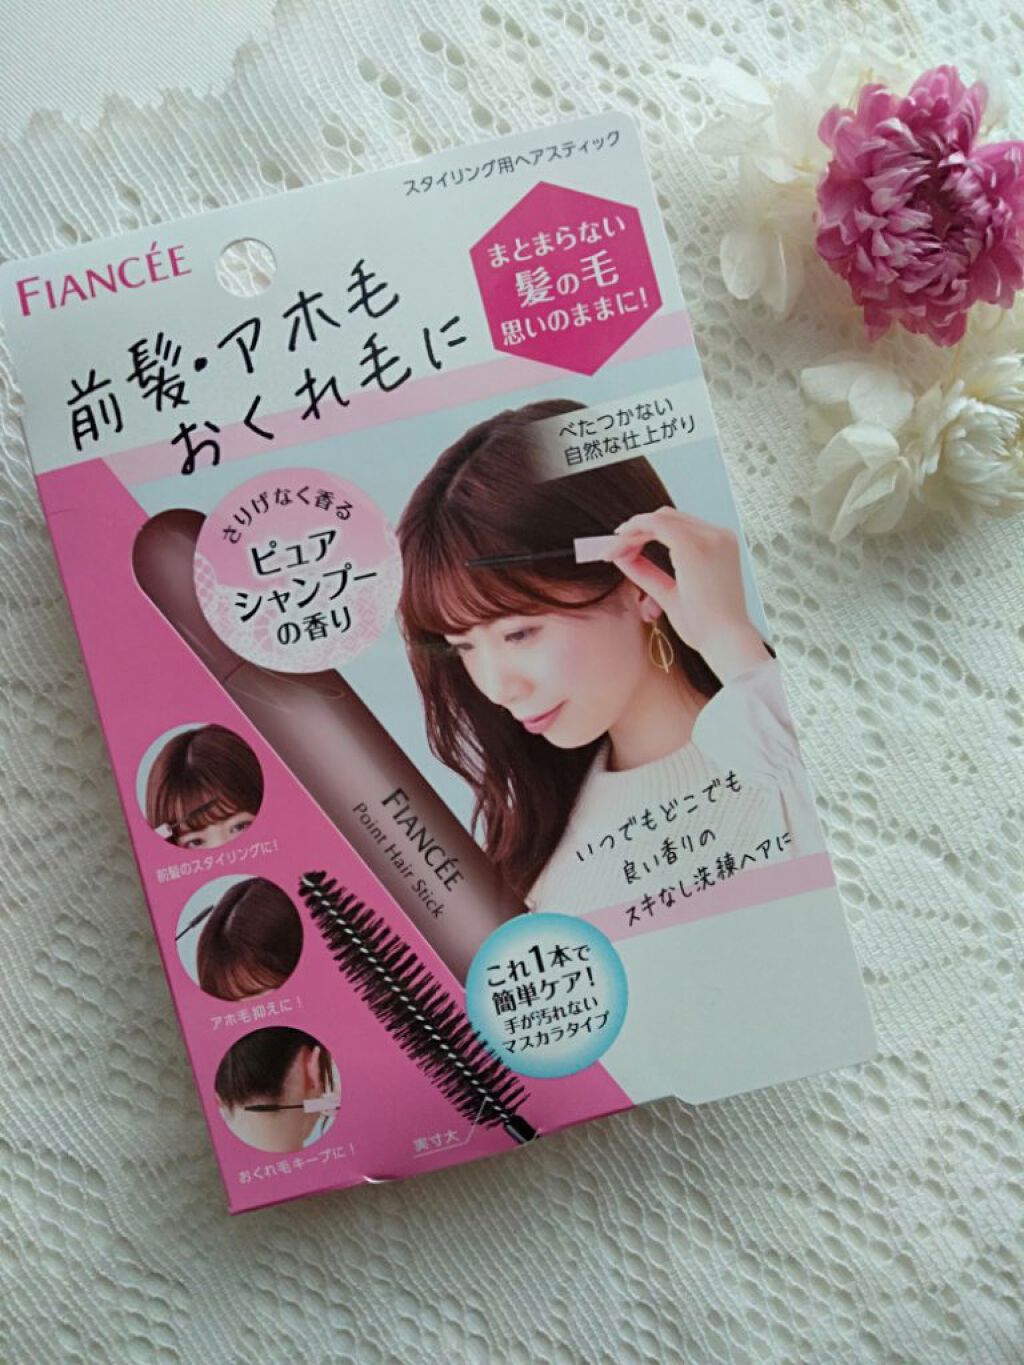 スタイリング用ヘアスティック
FIANCÉE
まとまらない
髪の毛
思いのままに!
前髪・アホ毛
おくれ毛に
べたつかない
自然な仕上がり
さりげなく香る
ピュア
シャンプー
の香り
FIANCÉE
Point Hair Stick
いつでもどこでも
良い香りの
スキなし洗練ヘアに
前髪のスタイリングに!
アホ毛抑えに!
おくれ毛キープに!
これ1本で
簡単ケア!
手が汚れない
マスカラタイプ
実寸大